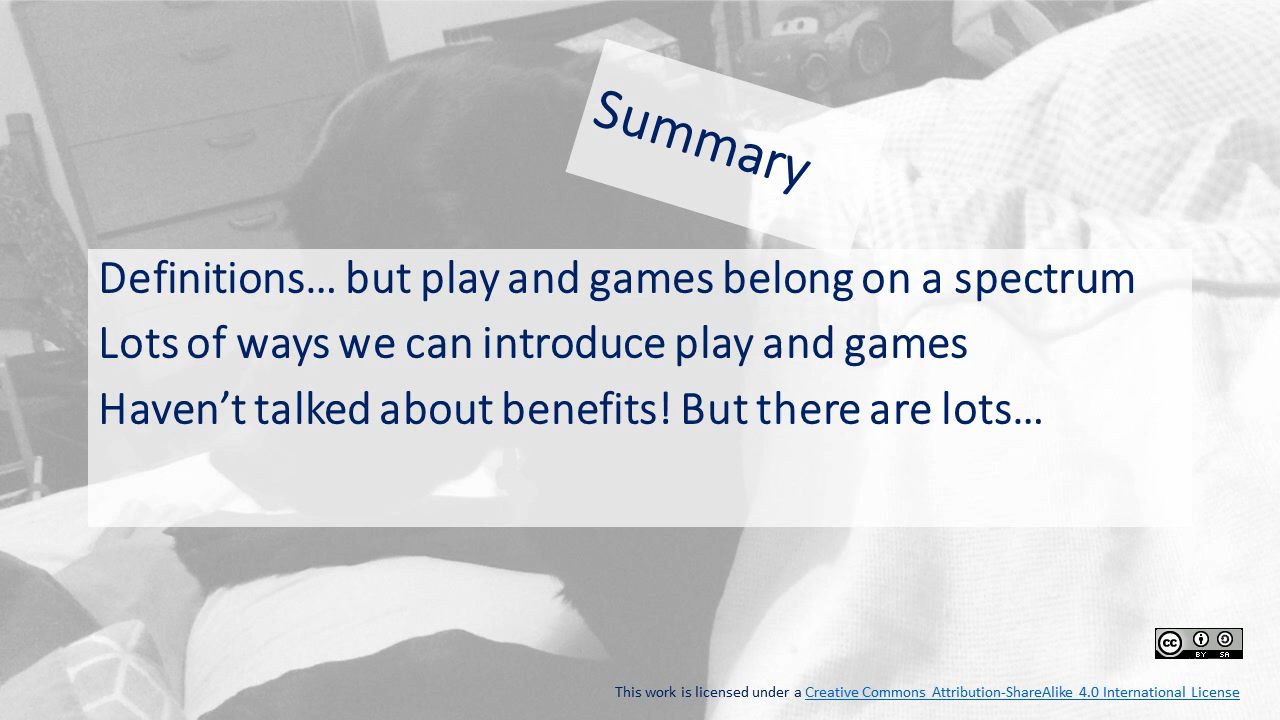 Summary
Definitions… but play and games belong on a spectrum
Lots of ways we can introduce play and games
Haven’t talked about benefits! But there are lots…
cc BY SA
This work is licensed under a Creative Commons Attribution-ShareAlike 4.0 International License